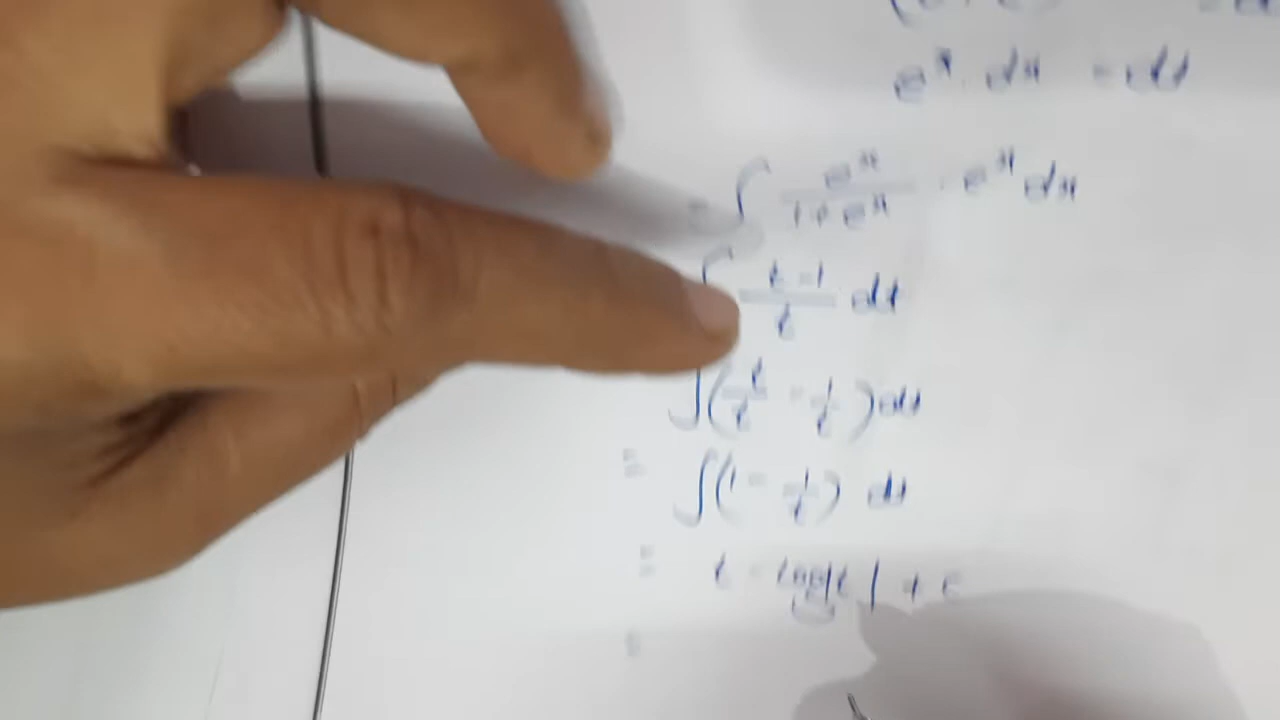 e^x . dx = dt
= ∫ e^x / 1+e^x . e^x dx
∫ t-1 / t dt
∫ ( t/t - 1/t ) dt
= ∫ ( 1 - 1/t ) dt
= t - log|t| + c
=